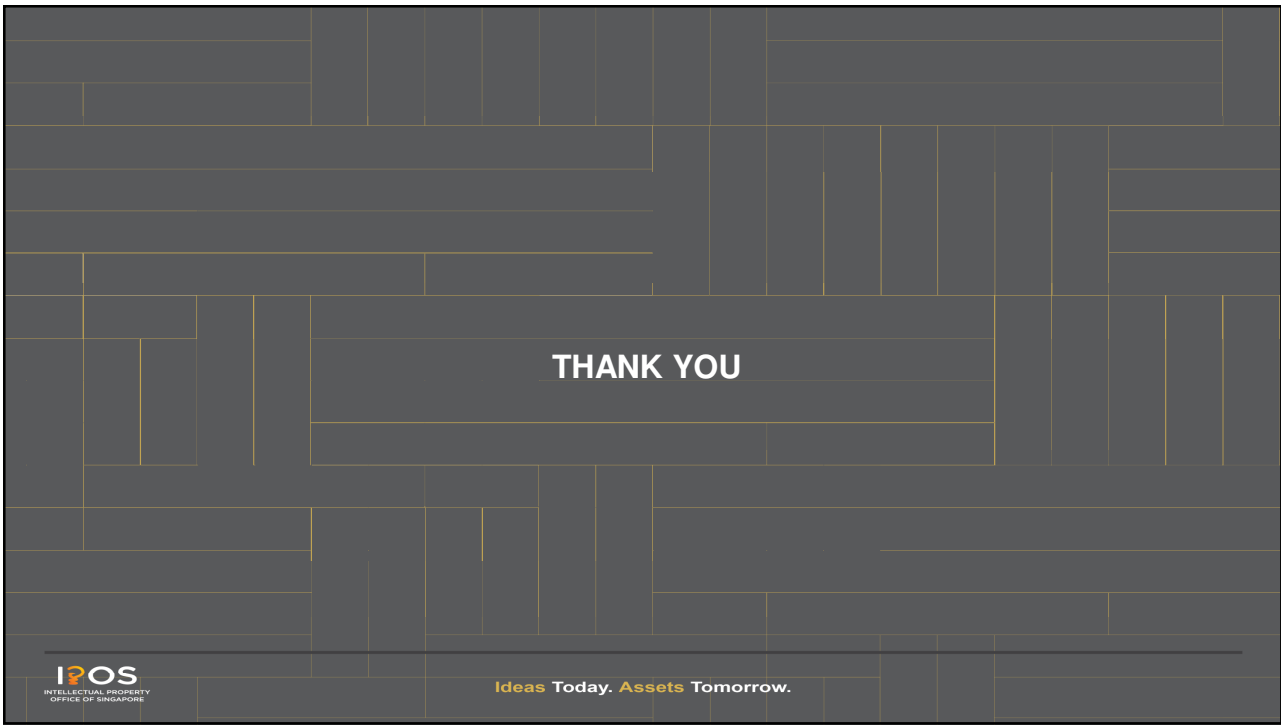 THANK YOU
IPOS
INTELLECTUAL PROPERTY
OFFICE OF SINGAPORE
Ideas Today. Assets Tomorrow.